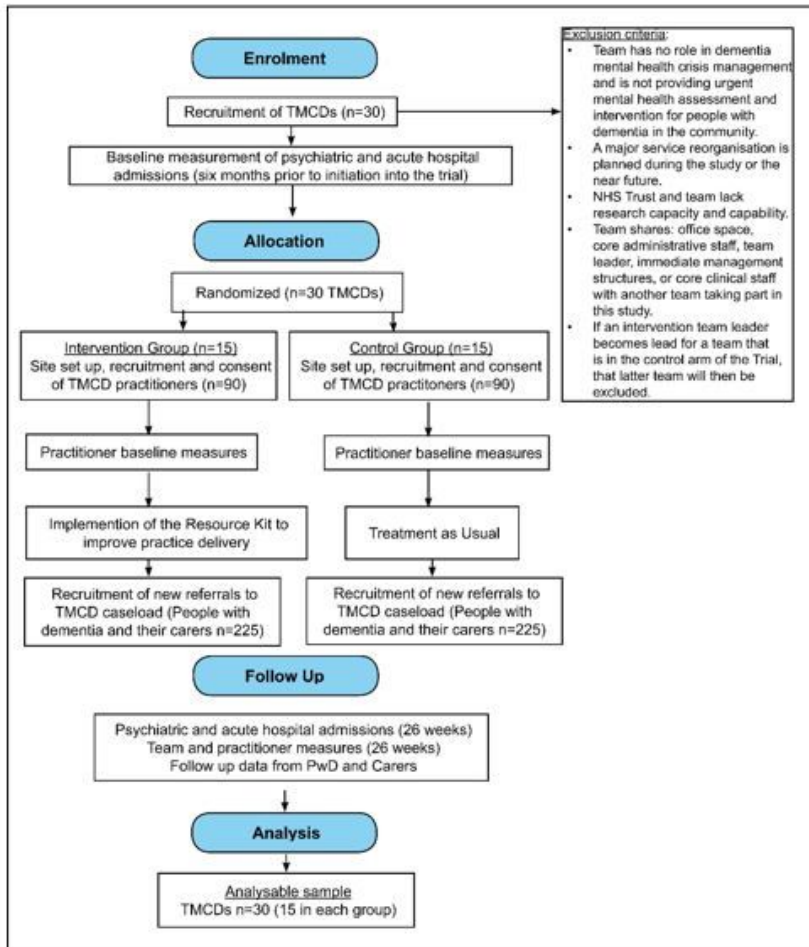 Enrolment
Recruitment of TMCDs (n=30)
Baseline measurement of psychiatric and acute hospital
admissions (six months prior to initiation into the trial)
Exclusion criteria:
• Team has no role in dementia
mental health crisis management
and is not providing urgent
mental health assessment and
intervention for people with
dementia in the community.
• A major service reorganisation is
planned during the study or the
near future.
• NHS Trust and team lack
research capacity and capability.
• Team shares: office space,
core administrative staff, team
leader, immediate management
structures, or core clinical staff
with another team taking part in
this study.
• If an intervention team leader
becomes lead for a team that
is in the control arm of the Trial,
that latter team will then be
excluded.
Allocation
Randomized (n=30 TMCDs)
Intervention Group (n=15)
Site set up, recruitment and consent
of TMCD practitioners (n=90)
Control Group (n=15)
Site set up, recruitment and consent
of TMCD practitoners (n=90)
Practitioner baseline measures
Practitioner baseline measures
Implemention of the Resource Kit to
improve practice delivery
Treatment as Usual
Recruitment of new referrals to
TMCD caseload (People with
dementia and their carers n=225)
Recruitment of new referrals to
TMCD caseload (People with
dementia and their carers n=225)
Follow Up
Psychiatric and acute hospital admissions (26 weeks)
Team and practitioner measures (26 weeks)
Follow up data from PwD and Carers
Analysis
Analysable sample
TMCDs n=30 (15 in each group)